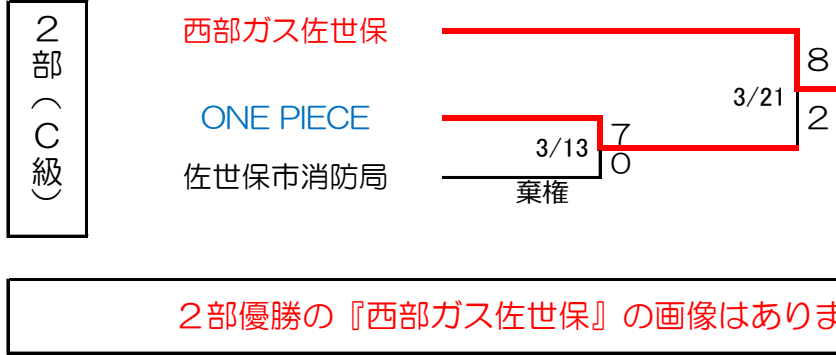 2部（C級）
西部ガス佐世保
8
3/21
2
ONE PIECE
7
3/13
0
佐世保市消防局
棄権
2部優勝の『西部ガス佐世保』の画像はありま